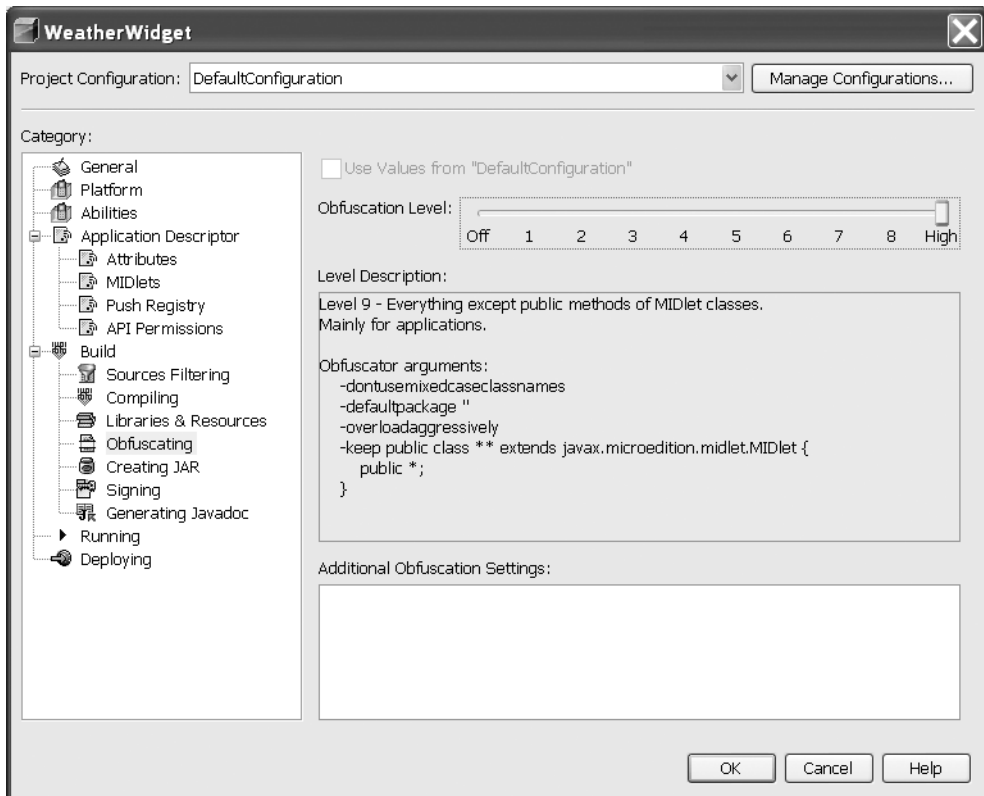 WeatherWidget
Project Configuration: DefaultConfiguration Manage Configurations...
Category:
General
Platform
Abilities
Application Descriptor
Attributes
MIDlets
Push Registry
API Permissions
Build
Sources Filtering
Compiling
Libraries & Resources
Obfuscating
Creating JAR
Signing
Generating Javadoc
Running
Deploying
Use Values from "DefaultConfiguration"
Obfuscation Level:
Off 1 2 3 4 5 6 7 8 High
Level Description:
Level 9 - Everything except public methods of MIDlet classes.
Mainly for applications.
Obfuscator arguments:
-dontusemixedcaseclassnames
-defaultpackage ''
-overloadaggressively
-keep public class ** extends javax.microedition.midlet.MIDlet {
public *;
}
Additional Obfuscation Settings:
OK Cancel Help